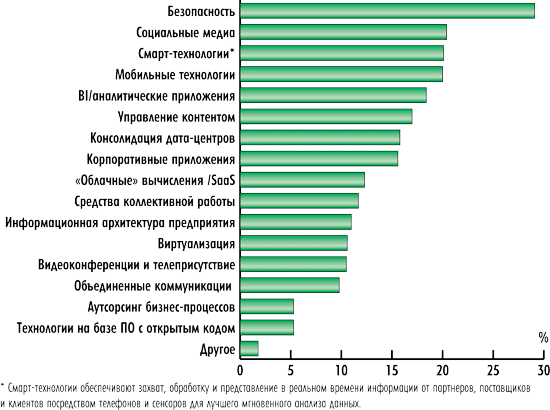 Безопасность
Социальные медиа
Смарт-технологии*
Мобильные технологии
BI/аналитические приложения
Управление контентом
Консолидация дата-центров
Корпоративные приложения
«Облачные» вычисления /SaaS
Средства коллективной работы
Информационная архитектура предприятия
Виртуализация
Видеоконференции и телеприсутствие
Объединенные коммуникации
Аутсорсинг бизнес-процессов
Технологии на базе ПО с открытым кодом
Другое
%
0 5 10 15 20 25 30
* Смарт-технологии обеспечивают захват, обработку и представление в реальном времени информации от партнеров, поставщиков
и клиентов посредством телефонов и сенсоров для лучшего мгновенного анализа данных.